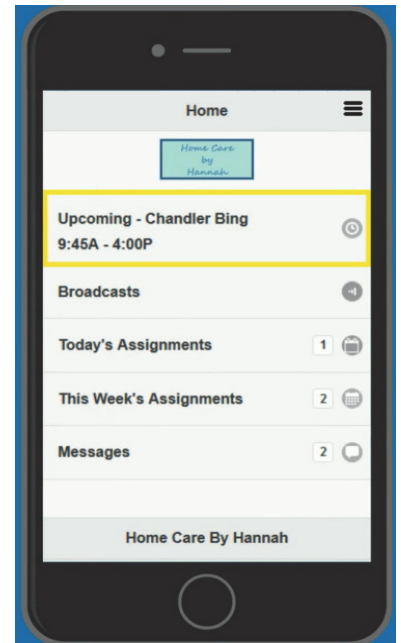 Home
Home Care
by
Hannah
Upcoming - Chandler Bing
9:45A - 4:00P
Broadcasts
Today's Assignments 1
This Week's Assignments 2
Messages 2
Home Care By Hannah